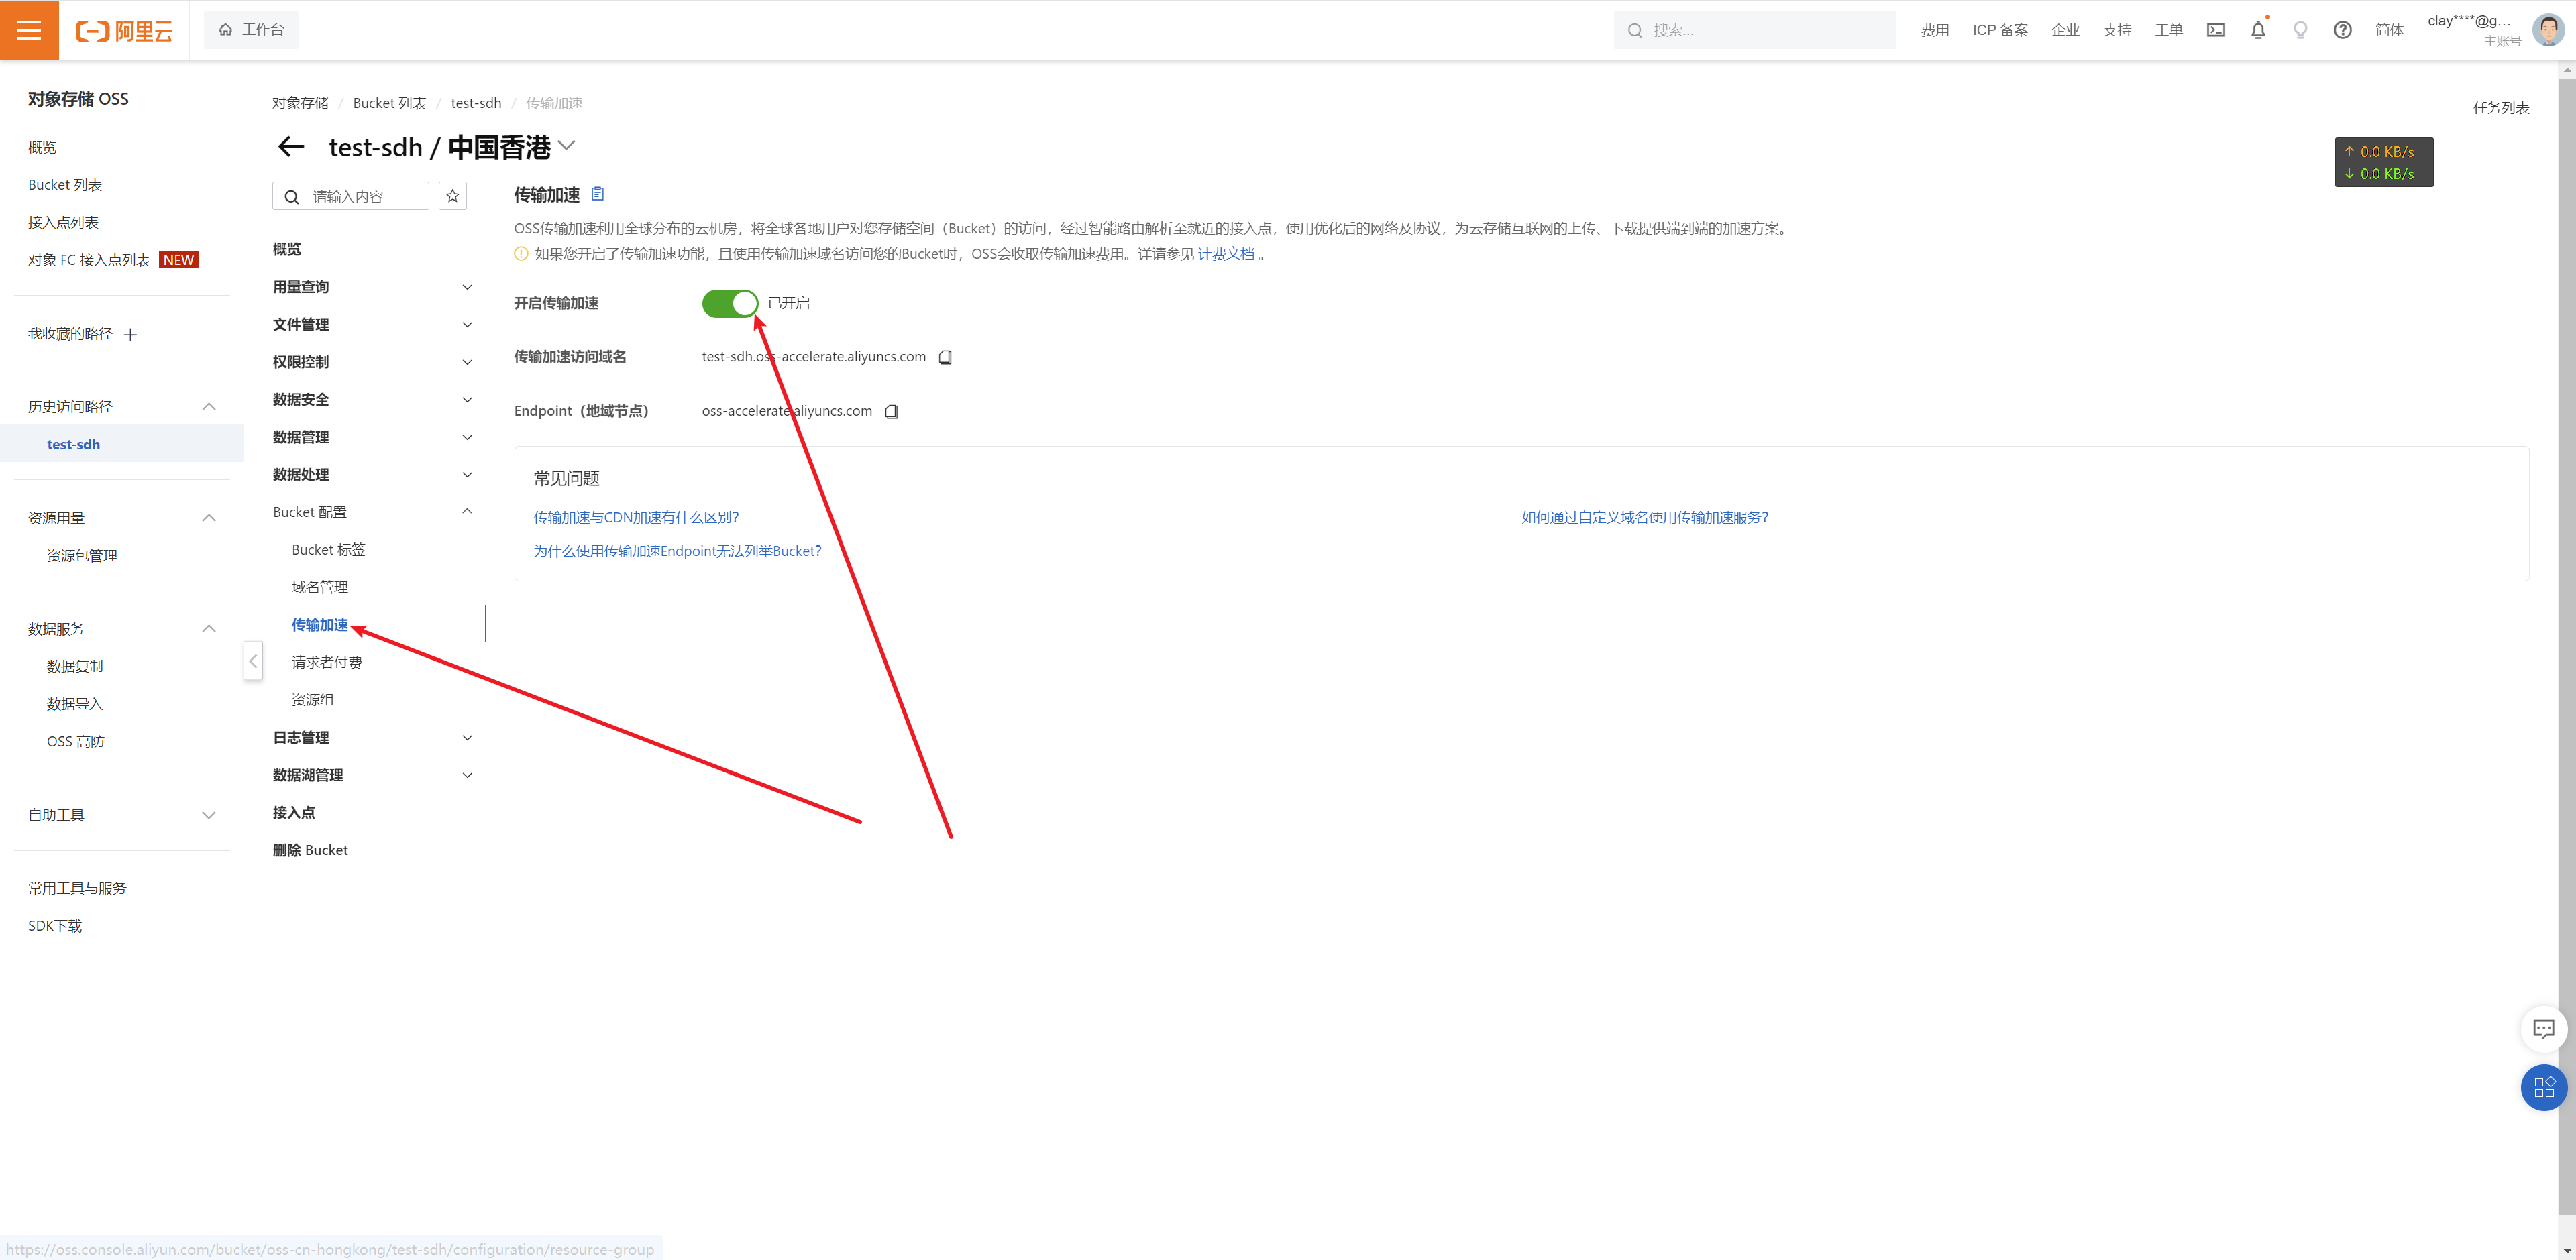 阿里云
工作台
搜索...
费用
ICP 备案
企业
支持
工单
简体
clay****@g...
主账号
对象存储 OSS
概览
Bucket 列表
接入点列表
对象 FC 接入点列表 NEW
我收藏的路径
历史访问路径
test-sdh
资源用量
资源包管理
数据服务
数据复制
数据导入
OSS 高防
自助工具
常用工具与服务
SDK下载
对象存储 / Bucket 列表 / test-sdh / 传输加速
任务列表
test-sdh / 中国香港
↑ 0.0 KB/s
↓ 0.0 KB/s
请输入内容
概览
用量查询
文件管理
权限控制
数据安全
数据管理
数据处理
Bucket 配置
Bucket 标签
域名管理
传输加速
请求者付费
资源组
日志管理
数据湖管理
接入点
删除 Bucket
传输加速
OSS传输加速利用全球分布的云机房，将全球各地用户对您存储空间（Bucket）的访问，经过智能路由解析至就近的接入点，使用优化后的网络及协议，为云存储互联网的上传、下载提供端到端的加速方案。
如果您开启了传输加速功能，且使用传输加速域名访问您的Bucket时，OSS会收取传输加速费用。详请参见 计费文档 。
开启传输加速 已开启
传输加速访问域名 test-sdh.oss-accelerate.aliyuncs.com
Endpoint（地域节点） oss-accelerate.aliyuncs.com
常见问题
传输加速与CDN加速有什么区别?
如何通过自定义域名使用传输加速服务?
为什么使用传输加速Endpoint无法列举Bucket?
https://oss.console.aliyun.com/bucket/oss-cn-hongkong/test-sdh/configuration/resource-group